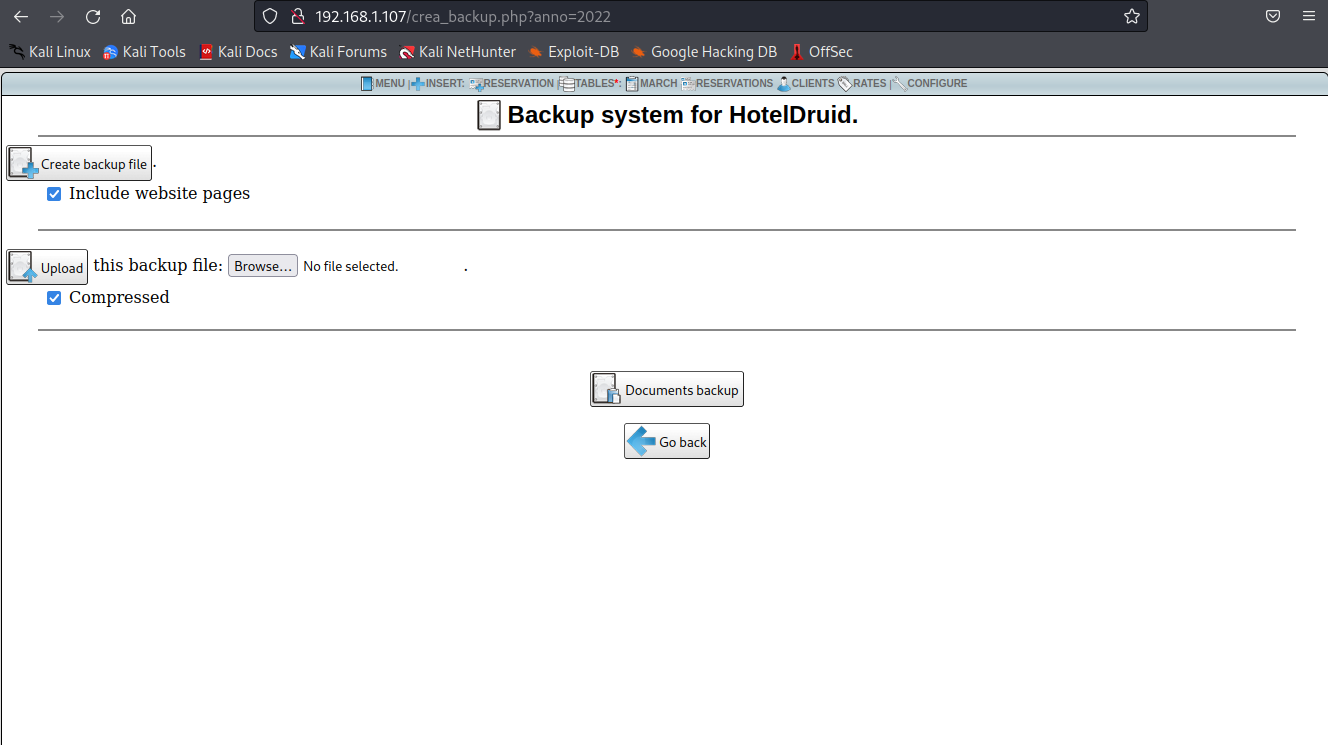 192.168.1.107/crea_backup.php?anno=2022
Kali Linux Kali Tools Kali Docs Kali Forums Kali NetHunter Exploit-DB Google Hacking DB OffSec
MENU | INSERT: RESERVATION | TABLES*: MARCH RESERVATIONS CLIENTS RATES | CONFIGURE
Backup system for HotelDruid.
Create backup file .
Include website pages
Upload this backup file: Browse... No file selected. .
Compressed
Documents backup
Go back